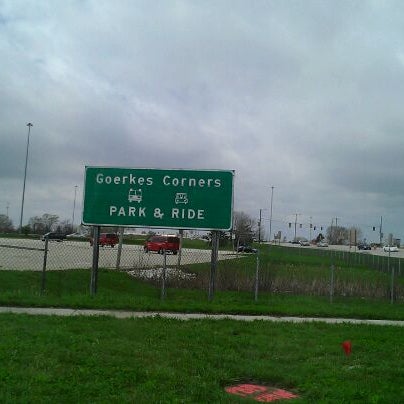 Goerkes Corners
PARK & RIDE